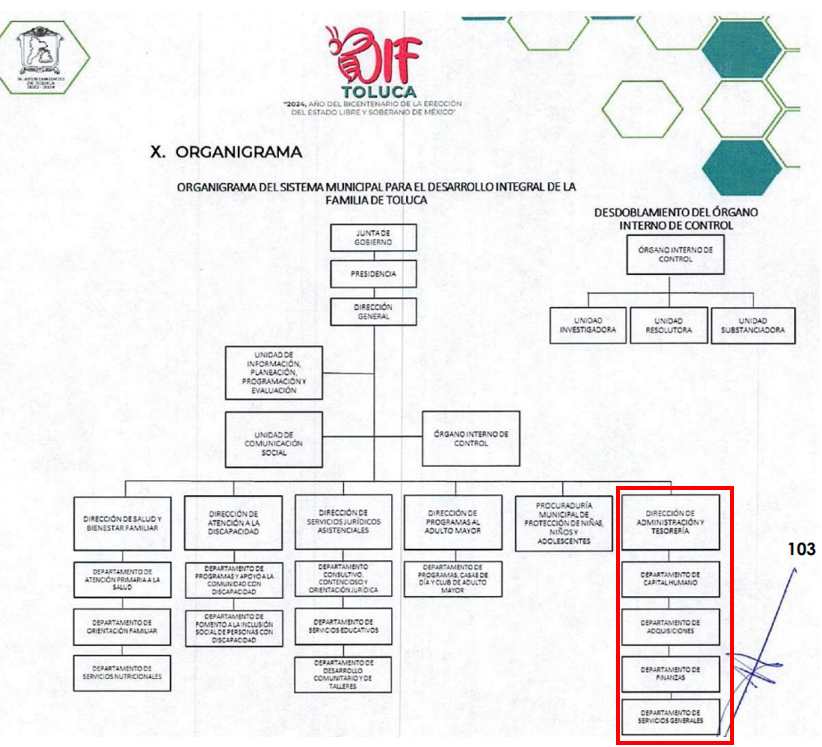 H. AYUNTAMIENTO
DE TOLUCA
2022 - 2024
DIF
TOLUCA
"2024, AÑO DEL BICENTENARIO DE LA ERECCIÓN
DEL ESTADO LIBRE Y SOBERANO DE MÉXICO"
X. ORGANIGRAMA
ORGANIGRAMA DEL SISTEMA MUNICIPAL PARA EL DESARROLLO INTEGRAL DE LA
FAMILIA DE TOLUCA
DESDOBLAMIENTO DEL ÓRGANO
INTERNO DE CONTROL
JUNTA DE
GOBIERNO
PRESIDENCIA
DIRECCIÓN
GENERAL
ÓRGANO INTERNO DE
CONTROL
UNIDAD
INVESTIGADORA
UNIDAD
RESOLUTORA
UNIDAD
SUBSTANCIADORA
UNIDAD DE
INFORMACIÓN,
PLANEACIÓN,
PROGRAMACIÓN Y
EVALUACIÓN
UNIDAD DE
COMUNICACIÓN
SOCIAL
ÓRGANO INTERNO DE
CONTROL
DIRECCIÓN DE SALUD Y
BIENESTAR FAMILIAR
DEPARTAMENTO DE
ATENCIÓN PRIMARIA A LA
SALUD
DEPARTAMENTO DE
ORIENTACIÓN FAMILIAR
DEPARTAMENTO DE
SERVICIOS NUTRICIONALES
DIRECCIÓN DE
ATENCIÓN A LA
DISCAPACIDAD
DEPARTAMENTO DE
PROGRAMAS Y APOYO A LA
COMUNIDAD CON
DISCAPACIDAD
DEPARTAMENTO DE
FOMENTO A LA INCLUSIÓN
SOCIAL DE PERSONAS CON
DISCAPACIDAD
DIRECCIÓN DE
SERVICIOS JURÍDICOS
ASISTENCIALES
DEPARTAMENTO
CONSULTIVO,
CONTENCIOSO Y
ORIENTACIÓN JURÍDICA
DEPARTAMENTO DE
SERVICIOS EDUCATIVOS
DEPARTAMENTO DE
DESARROLLO
COMUNITARIO Y DE
TALLERES
DIRECCIÓN DE
PROGRAMAS AL
ADULTO MAYOR
DEPARTAMENTO DE
PROGRAMAS, CASAS DE
DÍA Y CLUB DE ADULTO
MAYOR
PROCURADURÍA
MUNICIPAL DE
PROTECCIÓN DE NIÑAS,
NIÑOS Y
ADOLESCENTES
DIRECCIÓN DE
ADMINISTRACIÓN Y
TESORERÍA
DEPARTAMENTO DE
CAPITAL HUMANO
DEPARTAMENTO DE
ADQUISICIONES
DEPARTAMENTO DE
FINANZAS
DEPARTAMENTO DE
SERVICIOS GENERALES
103